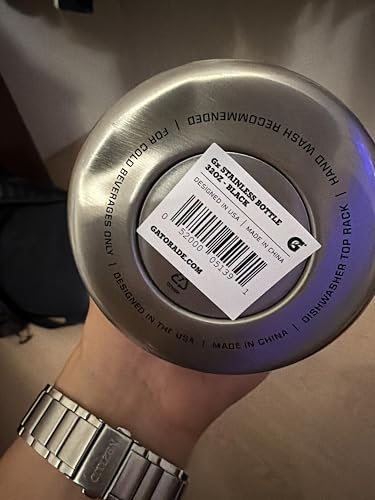 Gx STAINLESS BOTTLE
32OZ - BLACK
DESIGNED IN USA | MADE IN CHINA
0 52000 05139 1
GATORADE.COM
G
FOR COLD BEVERAGES ONLY | DESIGNED IN THE USA | MADE IN CHINA | DISHWASHER TOP RACK | HAND WASH RECOMMENDED |
CITIZEN